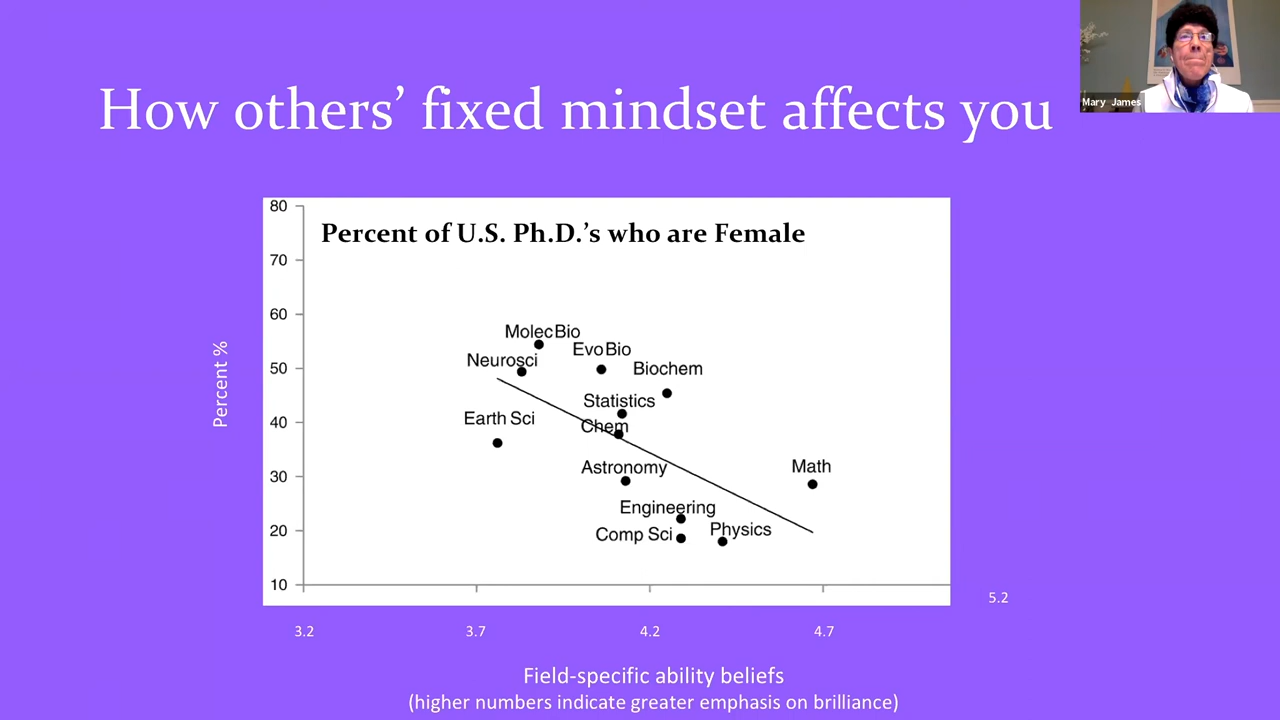 How others’ fixed mindset affects you
Mary James
Percent of U.S. Ph.D.’s who are Female
80
70
60
50
40
30
20
10
Percent %
MolecBio
EvoBio
Neurosci
Biochem
Statistics
Earth Sci
Chem
Astronomy
Math
Engineering
Comp Sci
Physics
5.2
3.2
3.7
4.2
4.7
Field-specific ability beliefs
(higher numbers indicate greater emphasis on brilliance)